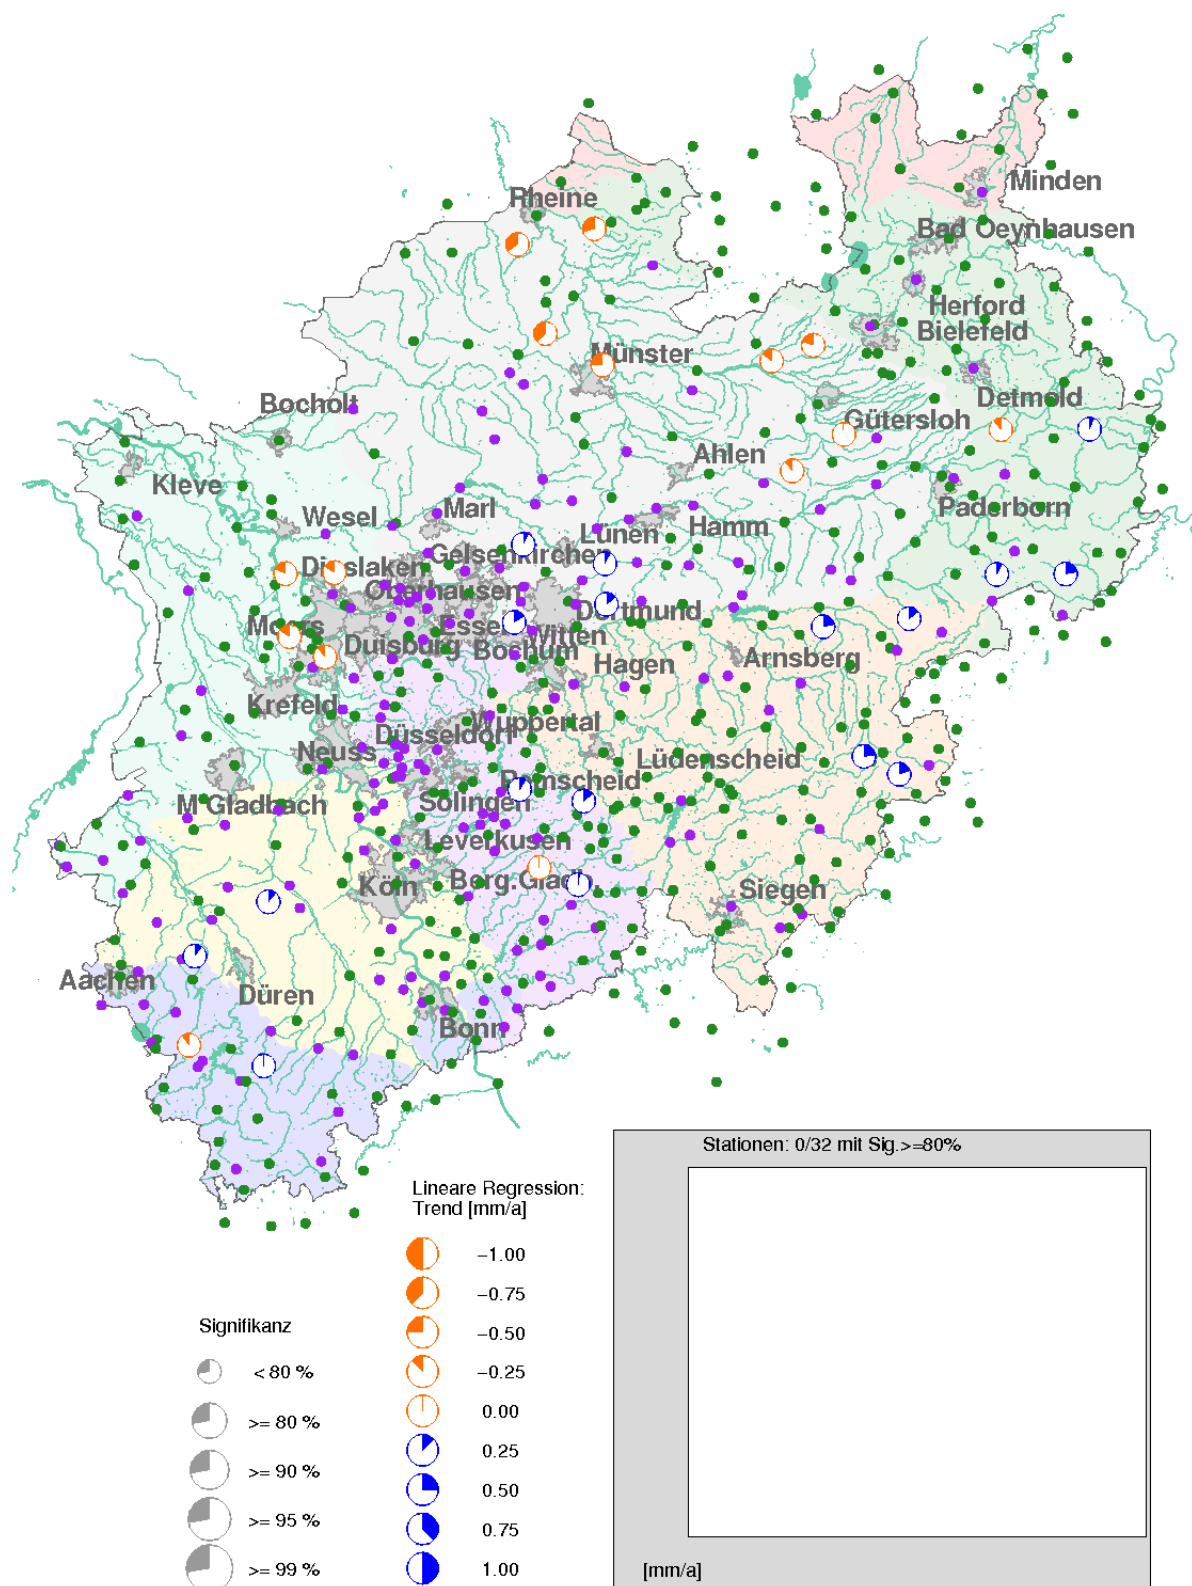 Minden
Rheine
Bad Oeynhausen
Herford
Bielefeld
Münster
Detmold
Bocholt
Gütersloh
Ahlen
Kleve
Paderborn
Wesel
Marl
Lünen
Hamm
Gelsenkirchen
Dinslaken
Oberhausen
Dortmund
Moers
Essen
Witten
Duisburg
Bochum
Hagen
Arnsberg
Krefeld
Wuppertal
Düsseldorf
Neuss
Lüdenscheid
Remscheid
M Gladbach
Solingen
Leverkusen
Köln
Berg.Gladb.
Siegen
Aachen
Düren
Bonn
Stationen: 0/32 mit Sig.>=80%
Lineare Regression:
Trend [mm/a]
−1.00
−0.75
−0.50
−0.25
0.00
0.25
0.50
0.75
1.00
Signifikanz
< 80 %
>= 80 %
>= 90 %
>= 95 %
>= 99 %
[mm/a]